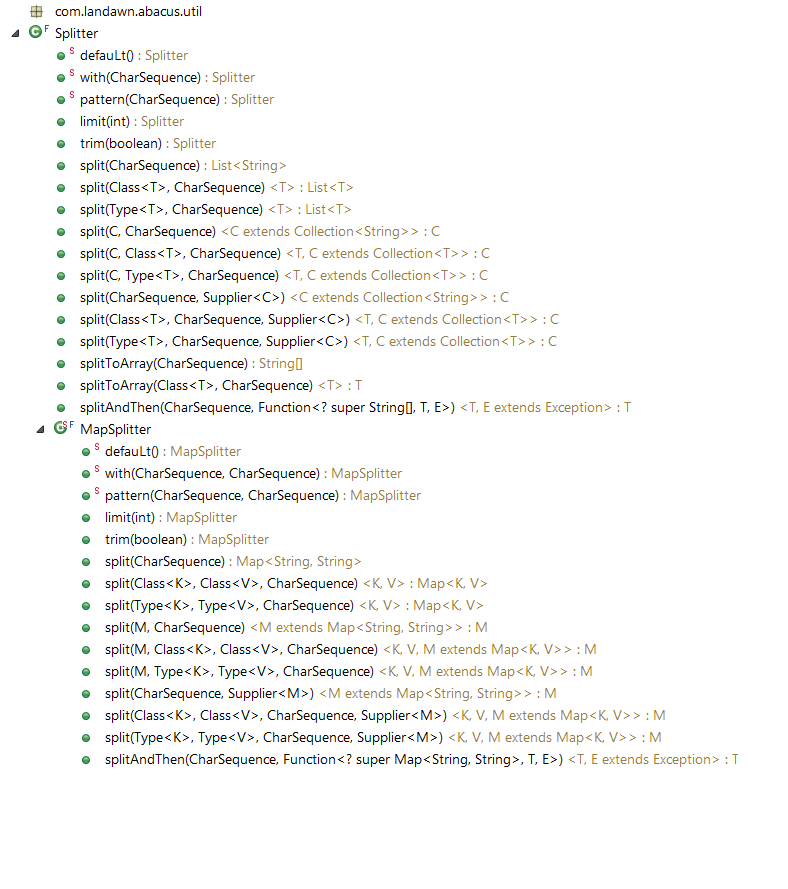 com.landawn.abacus.util
Splitter
defauLt() : Splitter
with(CharSequence) : Splitter
pattern(CharSequence) : Splitter
limit(int) : Splitter
trim(boolean) : Splitter
split(CharSequence) : List<String>
split(Class<T>, CharSequence) <T> : List<T>
split(Type<T>, CharSequence) <T> : List<T>
split(C, CharSequence) <C extends Collection<String>> : C
split(C, Class<T>, CharSequence) <T, C extends Collection<T>> : C
split(C, Type<T>, CharSequence) <T, C extends Collection<T>> : C
split(CharSequence, Supplier<C>) <C extends Collection<String>> : C
split(Class<T>, CharSequence, Supplier<C>) <T, C extends Collection<T>> : C
split(Type<T>, CharSequence, Supplier<C>) <T, C extends Collection<T>> : C
splitToArray(CharSequence) : String[]
splitToArray(Class<T>, CharSequence) <T> : T
splitAndThen(CharSequence, Function<? super String[], T, E>) <T, E extends Exception> : T
MapSplitter
defauLt() : MapSplitter
with(CharSequence, CharSequence) : MapSplitter
pattern(CharSequence, CharSequence) : MapSplitter
limit(int) : MapSplitter
trim(boolean) : MapSplitter
split(CharSequence) : Map<String, String>
split(Class<K>, Class<V>, CharSequence) <K, V> : Map<K, V>
split(Type<K>, Type<V>, CharSequence) <K, V> : Map<K, V>
split(M, CharSequence) <M extends Map<String, String>> : M
split(M, Class<K>, Class<V>, CharSequence) <K, V, M extends Map<K, V>> : M
split(M, Type<K>, Type<V>, CharSequence) <K, V, M extends Map<K, V>> : M
split(CharSequence, Supplier<M>) <M extends Map<String, String>> : M
split(Class<K>, Class<V>, CharSequence, Supplier<M>) <K, V, M extends Map<K, V>> : M
split(Type<K>, Type<V>, CharSequence, Supplier<M>) <K, V, M extends Map<K, V>> : M
splitAndThen(CharSequence, Function<? super Map<String, String>, T, E>) <T, E extends Exception> : T